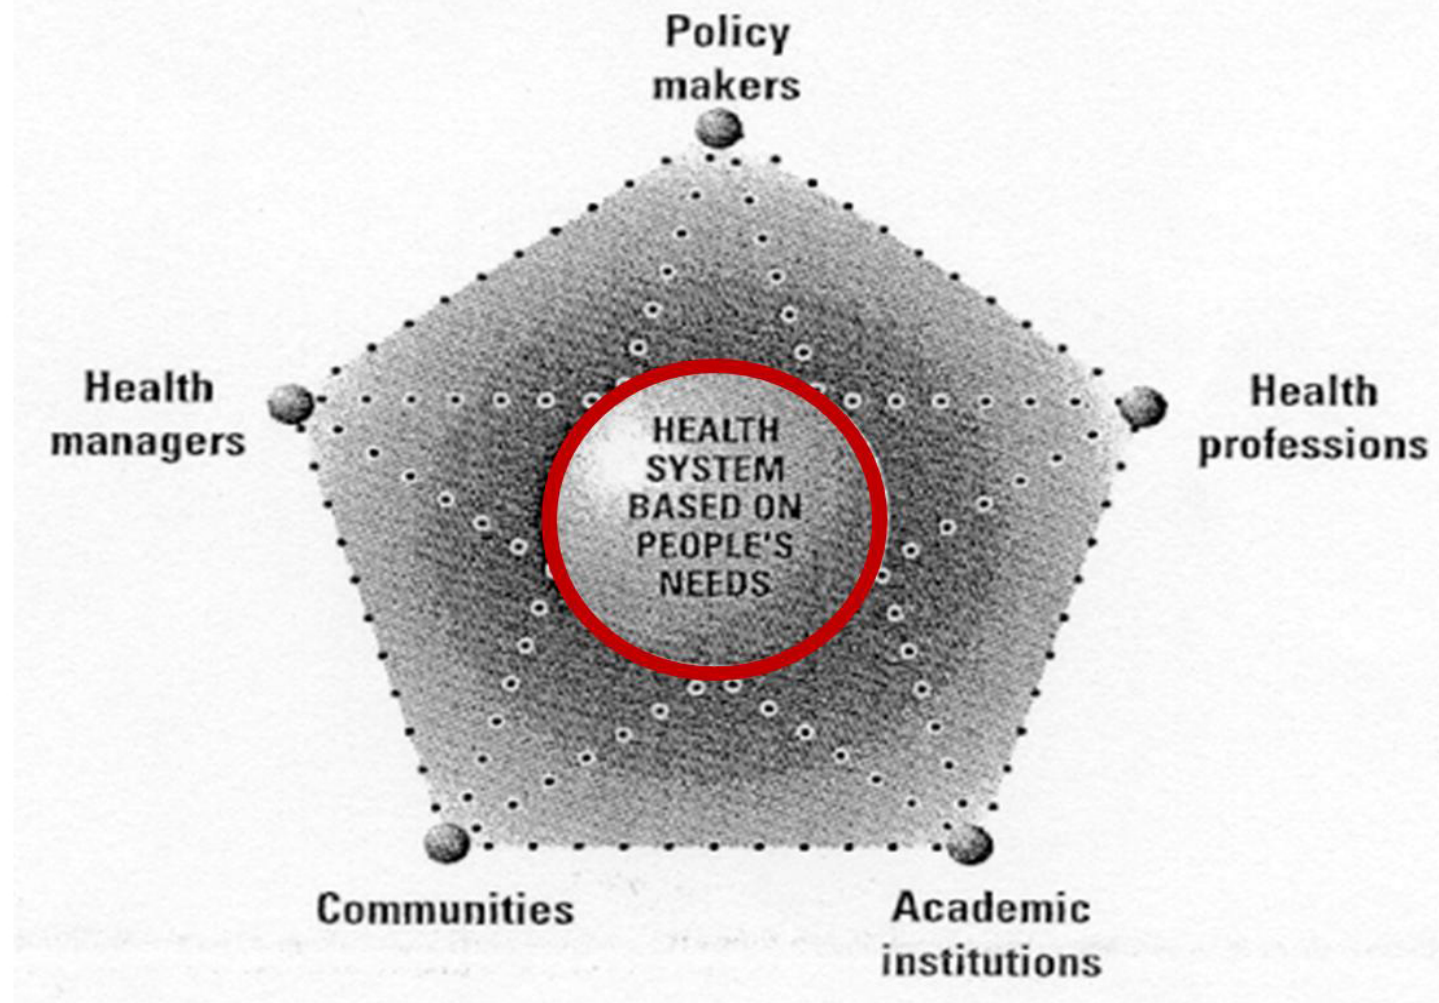 Policy
makers
Health
managers
Health
professions
HEALTH
SYSTEM
BASED ON
PEOPLE'S
NEEDS
Communities
Academic
institutions